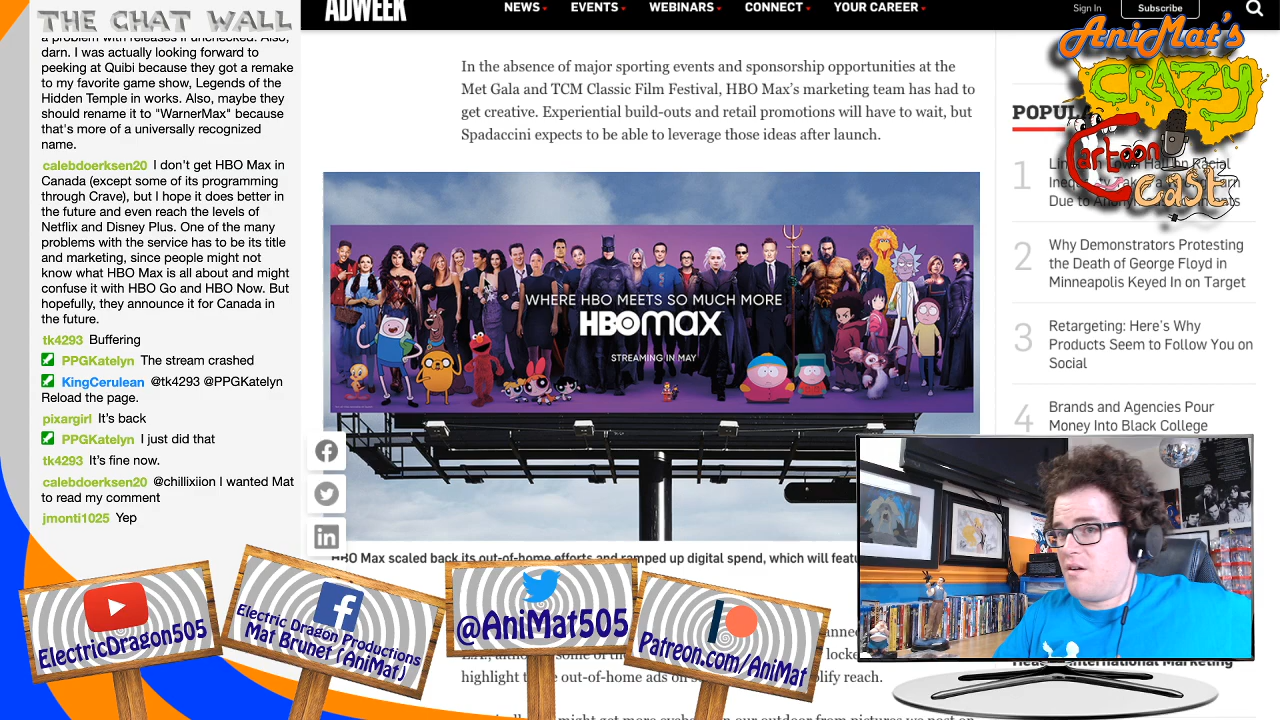 THE CHAT WALL
a problem with releases if unchecked. Also,
darn. I was actually looking forward to
peeking at Quibi because they got a remake
to my favorite game show, Legends of the
Hidden Temple in works. Also, maybe they
should rename it to "WarnerMax" because
that's more of a universally recognized
name.
calebdoerksen20 I don't get HBO Max in
Canada (except some of its programming
through Crave), but I hope it does better in
the future and even reach the levels of
Netflix and Disney Plus. One of the many
problems with the service has to be its title
and marketing, since people might not
know what HBO Max is all about and might
confuse it with HBO Go and HBO Now. But
hopefully, they announce it for Canada in
the future.
tk4293 Buffering
PPGKatelyn The stream crashed
KingCerulean @tk4293 @PPGKatelyn
Reload the page.
pixargirl It's back
PPGKatelyn I just did that
tk4293 It's fine now.
calebdoerksen20 @chillixiion I wanted Mat
to read my comment
jmonti1025 Yep
ADWEEK
NEWS EVENTS WEBINARS CONNECT YOUR CAREER
Sign In Subscribe
In the absence of major sporting events and sponsorship opportunities at the
Met Gala and TCM Classic Film Festival, HBO Max's marketing team has had to
get creative. Experiential build-outs and retail promotions will have to wait, but
Spadaccini expects to be able to leverage those ideas after launch.
WHERE HBO MEETS SO MUCH MORE
HBOmax
STREAMING IN MAY
HBO Max scaled back its out-of-home efforts and ramped up digital spend, which will
highlight out-of-home ads on
AniMat's
CRAZY
Cartoon
Cast
1
Due to
2 Why Demonstrators Protesting
the Death of George Floyd in
Minneapolis Keyed In on Target
3 Retargeting: Here's Why
Products Seem to Follow You on
Social
4 Brands and Agencies Pour
Money Into Black College
International Marketing
ElectricDragon505
Electric Dragon Productions
Mat Brunet (AniMat)
@AniMat505
Patreon.com/AniMat